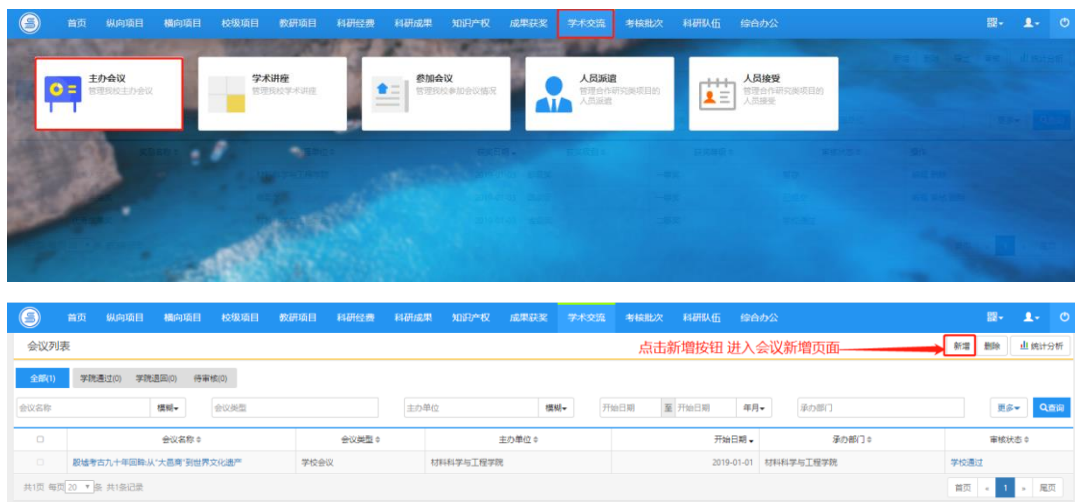 首页 纵向项目 横向项目 校级项目 教研项目 科研经费 科研成果 知识产权 成果获奖 学术交流 考核批次 科研队伍 综合办公
主办会议
管理我校主办会议
学术讲座
管理我校学术讲座
参加会议
管理我校参加会议情况
人员派遣
管理合作研究类项目的
人员派遣
人员接受
管理合作研究类项目的
人员接受
统计分析
首页 纵向项目 横向项目 校级项目 教研项目 科研经费 科研成果 知识产权 成果获奖 学术交流 考核批次 科研队伍 综合办公
会议列表
点击新增按钮 进入会议新增页面
新增 删除 统计分析
全部(1) 学院通过(0) 学院退回(0) 待审核(0)
会议名称 模糊 会议类型 主办单位 模糊 开始日期 至 开始日期 年月 承办部门 更多 查询
会议名称 会议类型 主办单位 开始日期 承办部门 审核状态
殷墟考古九十年回眸:从"大邑商"到世界文化遗产 学校会议 材料科学与工程学院 2019-01-01 材料科学与工程学院 学校通过
共1页 每页 20 条 共1条记录 首页 « 1 » 尾页